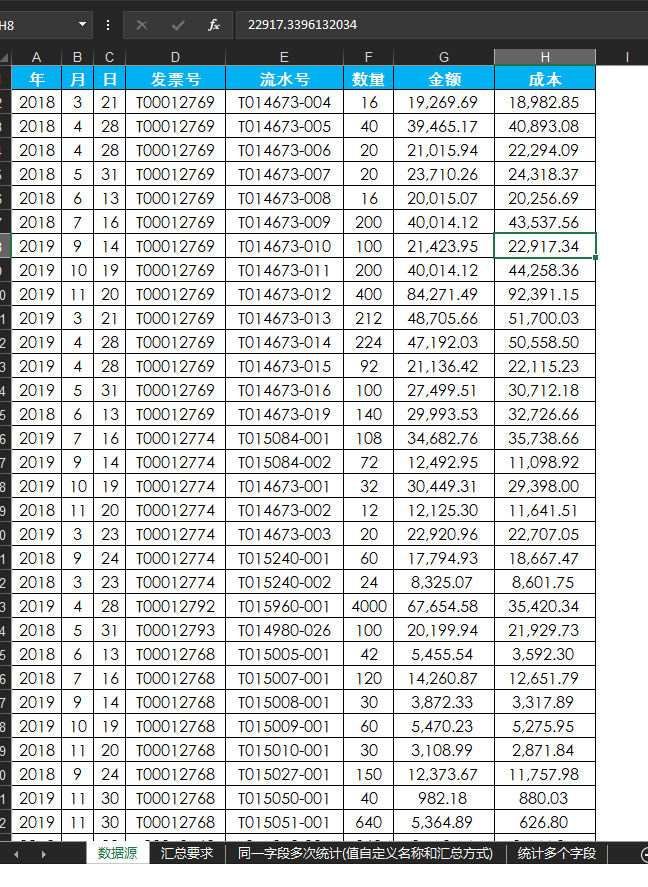 H8 fx 22917.3396132034
A B C D E F G H I
年 月 日 发票号 流水号 数量 金额 成本
2018 3 21 T00012769 T014673-004 16 19,269.69 18,982.85
2018 4 28 T00012769 T014673-005 40 39,465.17 40,893.08
2018 4 28 T00012769 T014673-006 20 21,015.94 22,294.09
2018 5 31 T00012769 T014673-007 20 23,710.26 24,318.37
2018 6 13 T00012769 T014673-008 16 20,015.07 20,256.69
2018 7 16 T00012769 T014673-009 200 40,014.12 43,537.56
2019 9 14 T00012769 T014673-010 100 21,423.95 22,917.34
2019 10 19 T00012769 T014673-011 200 40,014.12 44,258.36
2019 11 20 T00012769 T014673-012 400 84,271.49 92,391.15
2019 3 21 T00012769 T014673-013 212 48,705.66 51,700.03
2019 4 28 T00012769 T014673-014 224 47,192.03 50,558.50
2019 4 28 T00012769 T014673-015 92 21,136.42 22,115.23
2019 5 31 T00012769 T014673-016 100 27,499.51 30,712.18
2018 6 13 T00012769 T014673-019 140 29,993.53 32,726.66
2019 7 16 T00012774 T015084-001 108 34,682.76 35,738.66
2019 9 14 T00012774 T015084-002 72 12,492.95 11,098.92
2019 10 19 T00012774 T014673-001 32 30,449.31 29,398.00
2018 11 20 T00012774 T014673-002 12 12,125.30 11,641.51
2019 3 23 T00012774 T014673-003 20 22,920.96 22,707.05
2018 9 24 T00012774 T015240-001 60 17,794.93 18,667.47
2018 3 23 T00012774 T015240-002 24 8,325.07 8,601.75
2019 4 28 T00012792 T015960-001 4000 67,654.58 35,420.34
2018 5 31 T00012793 T014980-026 100 20,199.94 21,929.73
2018 6 13 T00012768 T015005-001 42 5,455.54 3,592.30
2018 7 16 T00012768 T015007-001 120 14,260.87 12,651.79
2019 9 14 T00012768 T015008-001 30 3,872.33 3,317.89
2019 10 19 T00012768 T015009-001 60 5,470.23 5,275.95
2018 11 20 T00012768 T015010-001 30 3,108.99 2,871.84
2018 9 24 T00012768 T015027-001 150 12,373.67 11,757.98
2019 11 30 T00012768 T015050-001 40 982.18 880.03
2019 11 30 T00012768 T015051-001 640 5,364.89 626.80
数据源 汇总要求 同一字段多次统计(值自定义名称和汇总方式) 统计多个字段